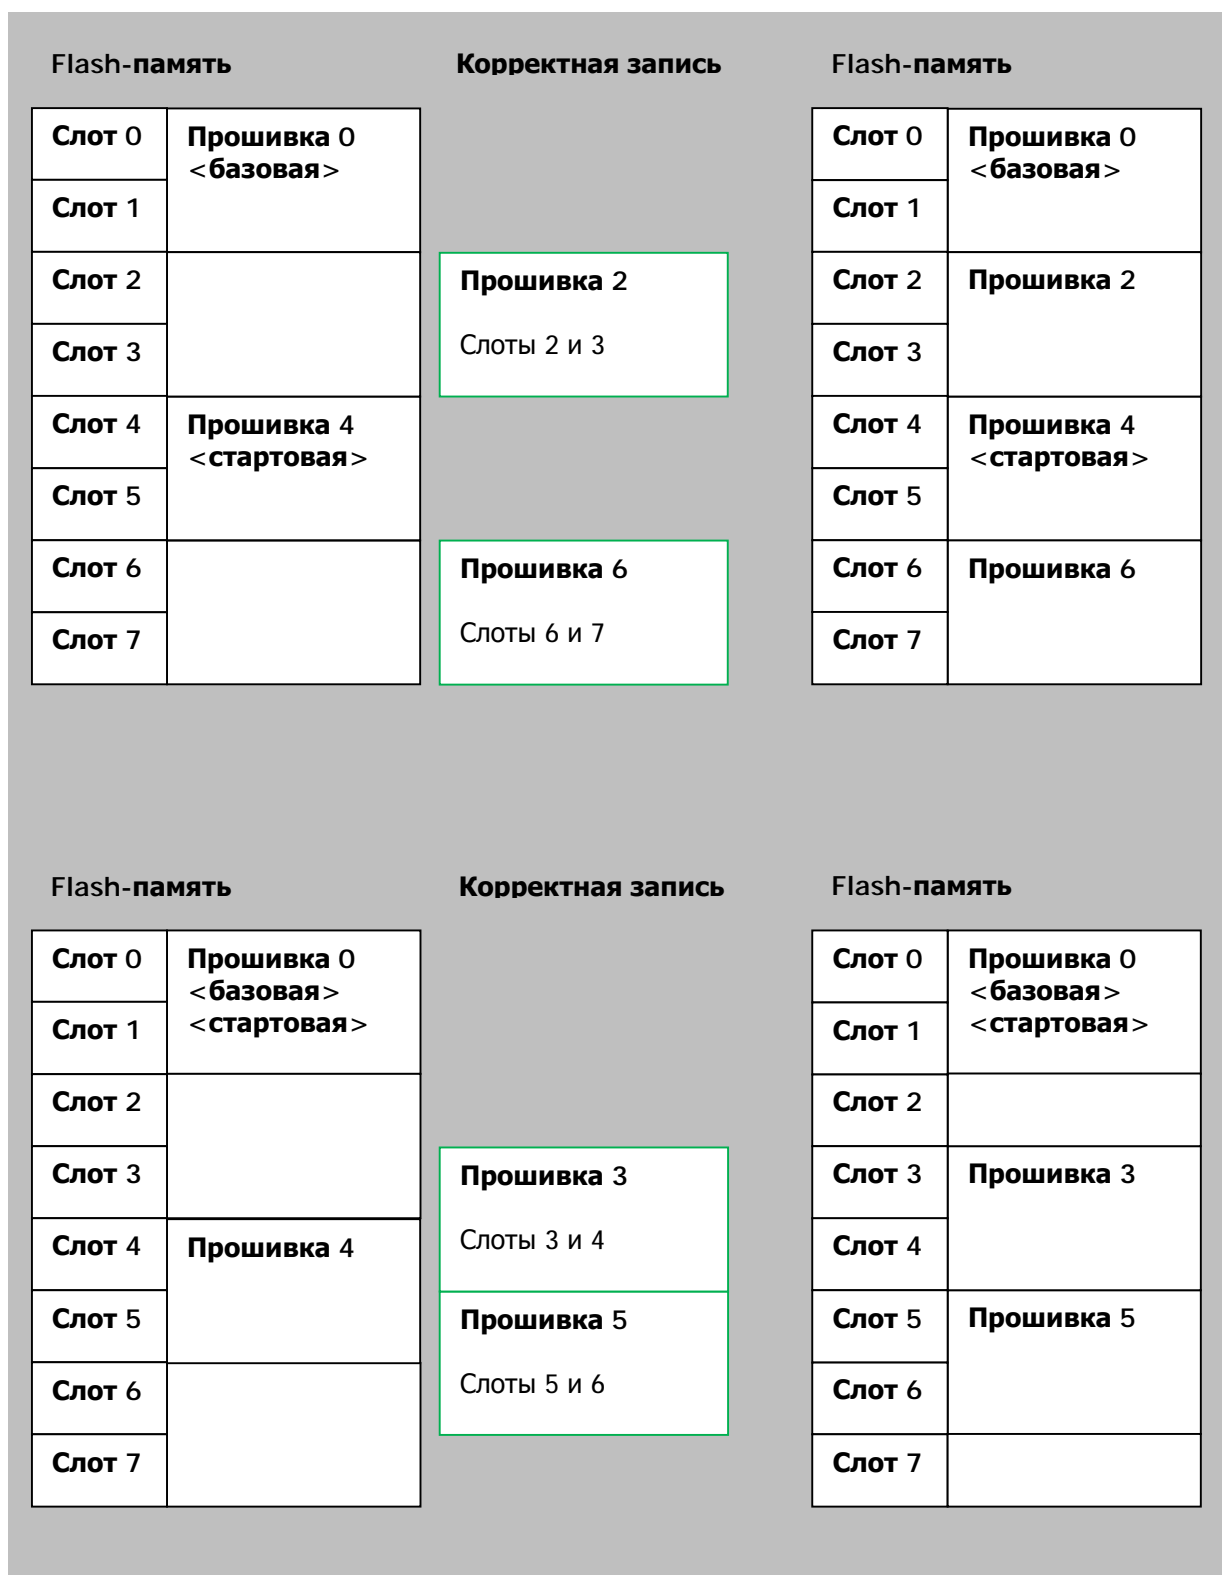 Flash-память
Корректная запись
Flash-память
Слот 0
Прошивка 0
<базовая>
Слот 1
Слот 2
Слот 3
Слот 4
Прошивка 4
<стартовая>
Слот 5
Слот 6
Слот 7
Прошивка 2
Слоты 2 и 3
Прошивка 6
Слоты 6 и 7
Слот 0
Прошивка 0
<базовая>
Слот 1
Слот 2
Прошивка 2
Слот 3
Слот 4
Прошивка 4
<стартовая>
Слот 5
Слот 6
Прошивка 6
Слот 7
Flash-память
Корректная запись
Flash-память
Слот 0
Прошивка 0
<базовая>
<стартовая>
Слот 1
Слот 2
Слот 3
Слот 4
Прошивка 4
Слот 5
Слот 6
Слот 7
Прошивка 3
Слоты 3 и 4
Прошивка 5
Слоты 5 и 6
Слот 0
Прошивка 0
<базовая>
<стартовая>
Слот 1
Слот 2
Слот 3
Прошивка 3
Слот 4
Слот 5
Прошивка 5
Слот 6
Слот 7